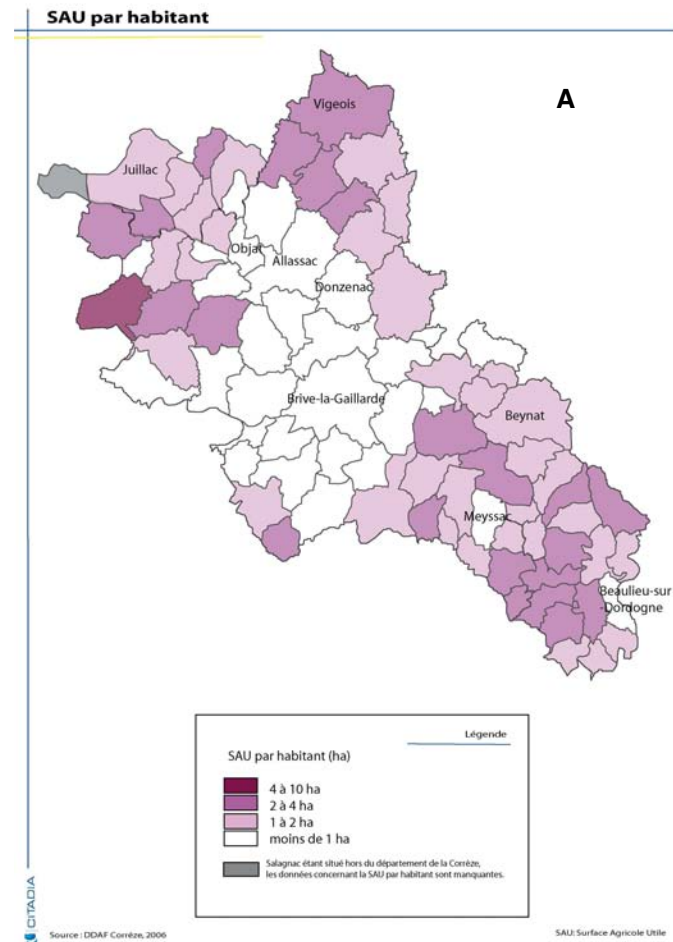 SAU par habitant
A
Vigeois
Juillac
Objat
Allassac
Donzenac
Brive-la-Gaillarde
Beynat
Meyssac
Beaulieu-sur
-Dordogne
Légende
SAU par habitant (ha)
4 à 10 ha
2 à 4 ha
1 à 2 ha
moins de 1 ha
Salagnac étant situé hors du département de la Corrèze,
les données concernant la SAU par habitant sont manquantes.
CITADIA
Source : DDAF Corrèze, 2006
SAU: Surface Agricole Utile